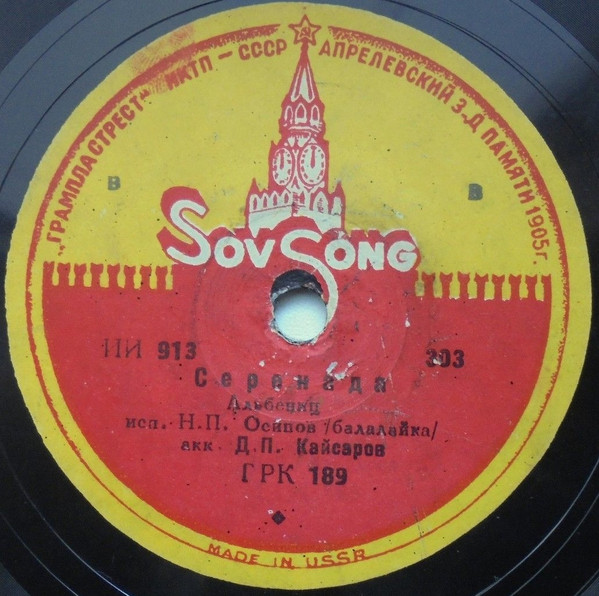 „ГРАМПЛАСТРЕСТ" НКТП – СССР АПРЕЛЕВСКИЙ З-Д ПАМЯТИ 1905 г.
В В
SOVSONG
НИ 913 303
Серенада
Альбениц
исп. Н.П. Осипов /балалайка/
акк Д.П. Кайсаров
ГРК 189
MADE IN USSR